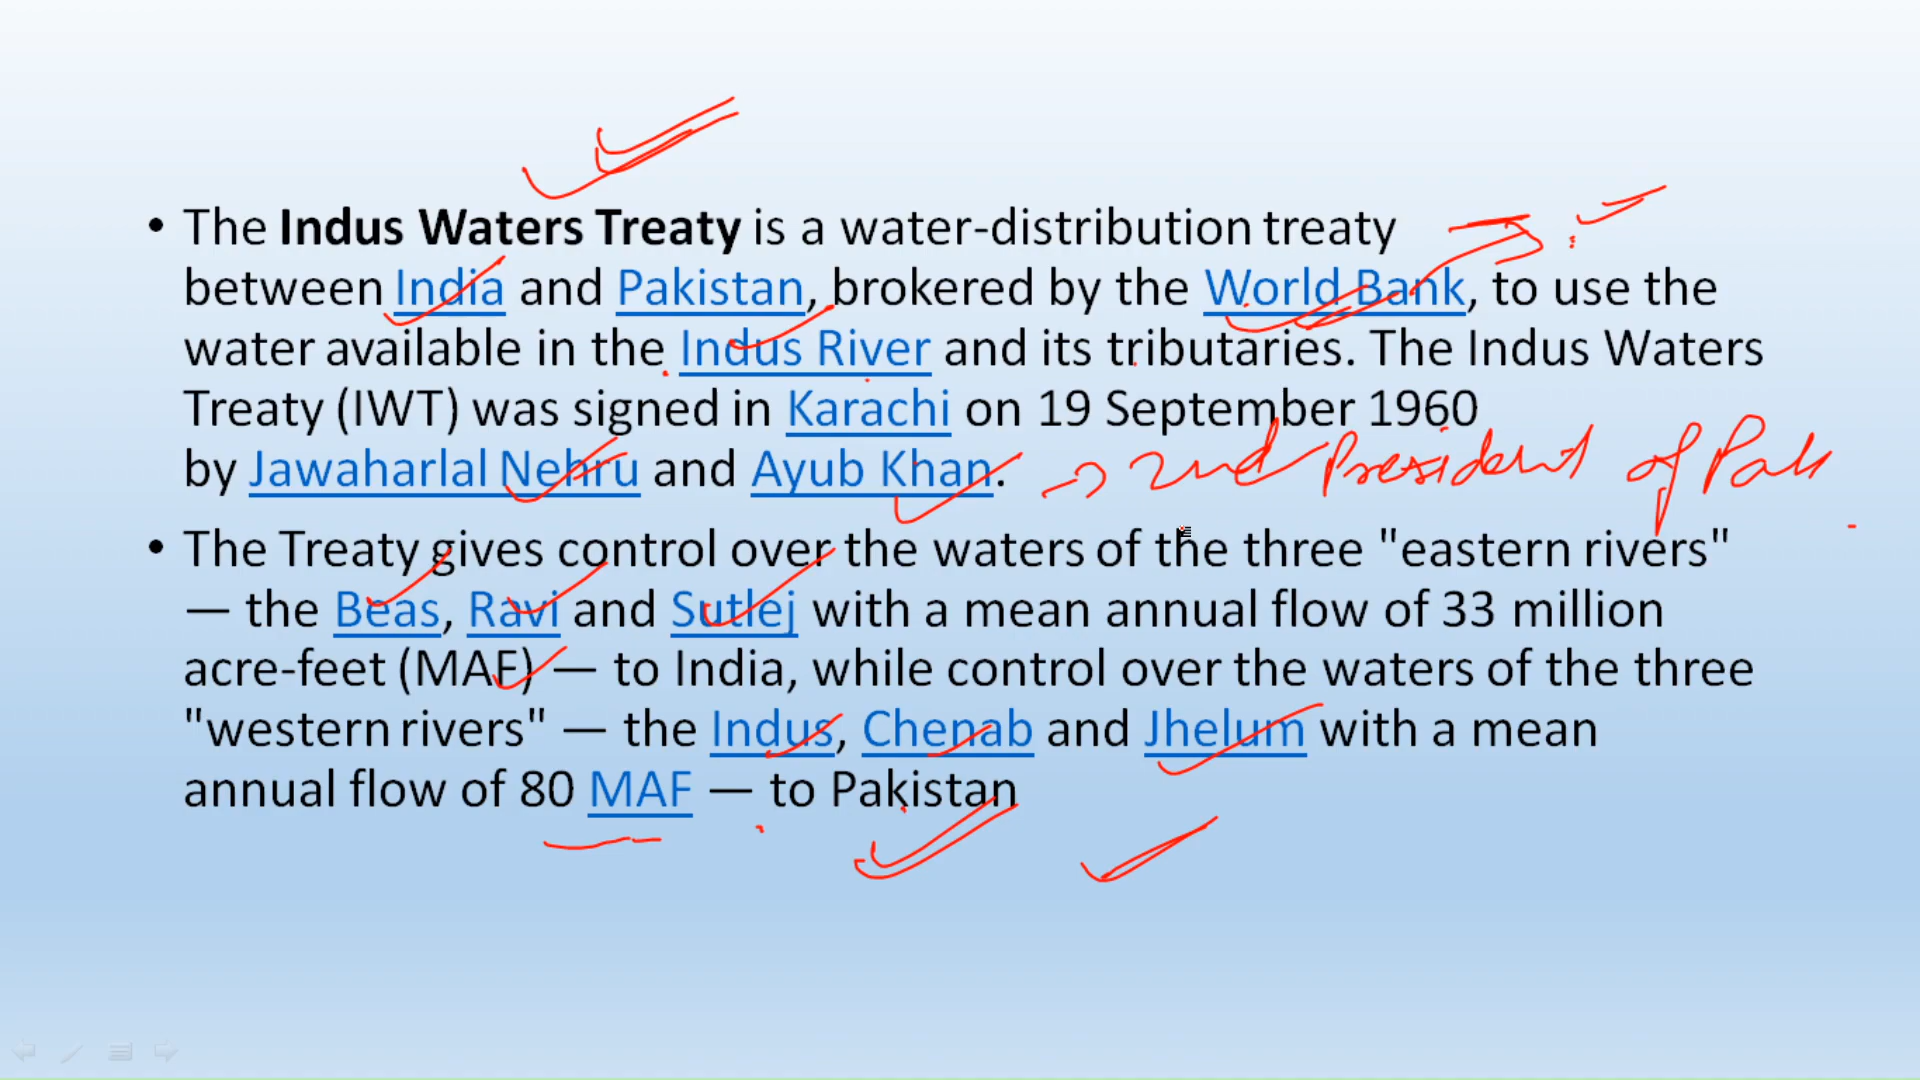 • The Indus Waters Treaty is a water-distribution treaty
between India and Pakistan, brokered by the World Bank, to use the
water available in the Indus River and its tributaries. The Indus Waters
Treaty (IWT) was signed in Karachi on 19 September 1960
by Jawaharlal Nehru and Ayub Khan. → 2nd President of Pak
• The Treaty gives control over the waters of the three "eastern rivers"
— the Beas, Ravi and Sutlej with a mean annual flow of 33 million
acre-feet (MAF) — to India, while control over the waters of the three
"western rivers" — the Indus, Chenab and Jhelum with a mean
annual flow of 80 MAF — to Pakistan